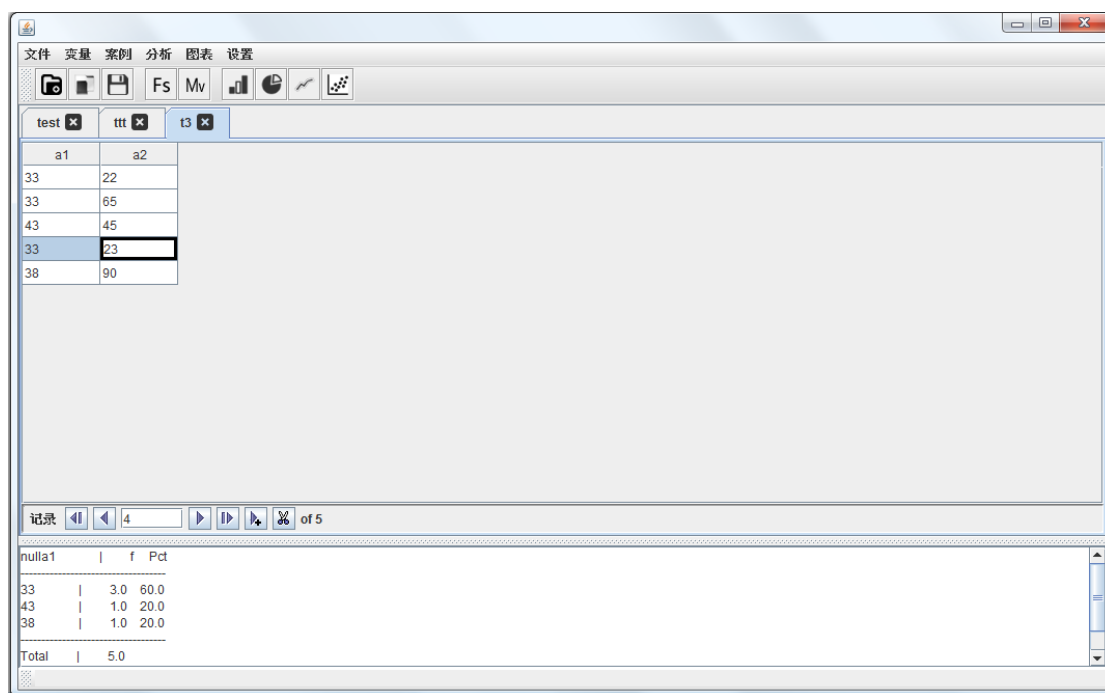 文件 变量 案例 分析 图表 设置
Fs Mv
test ttt t3
a1 a2
33 22
33 65
43 45
33 23
38 90
记录 4 of 5
nulla1 | f Pct
-----------------------------------
33 | 3.0 60.0
43 | 1.0 20.0
38 | 1.0 20.0
-----------------------------------
Total | 5.0